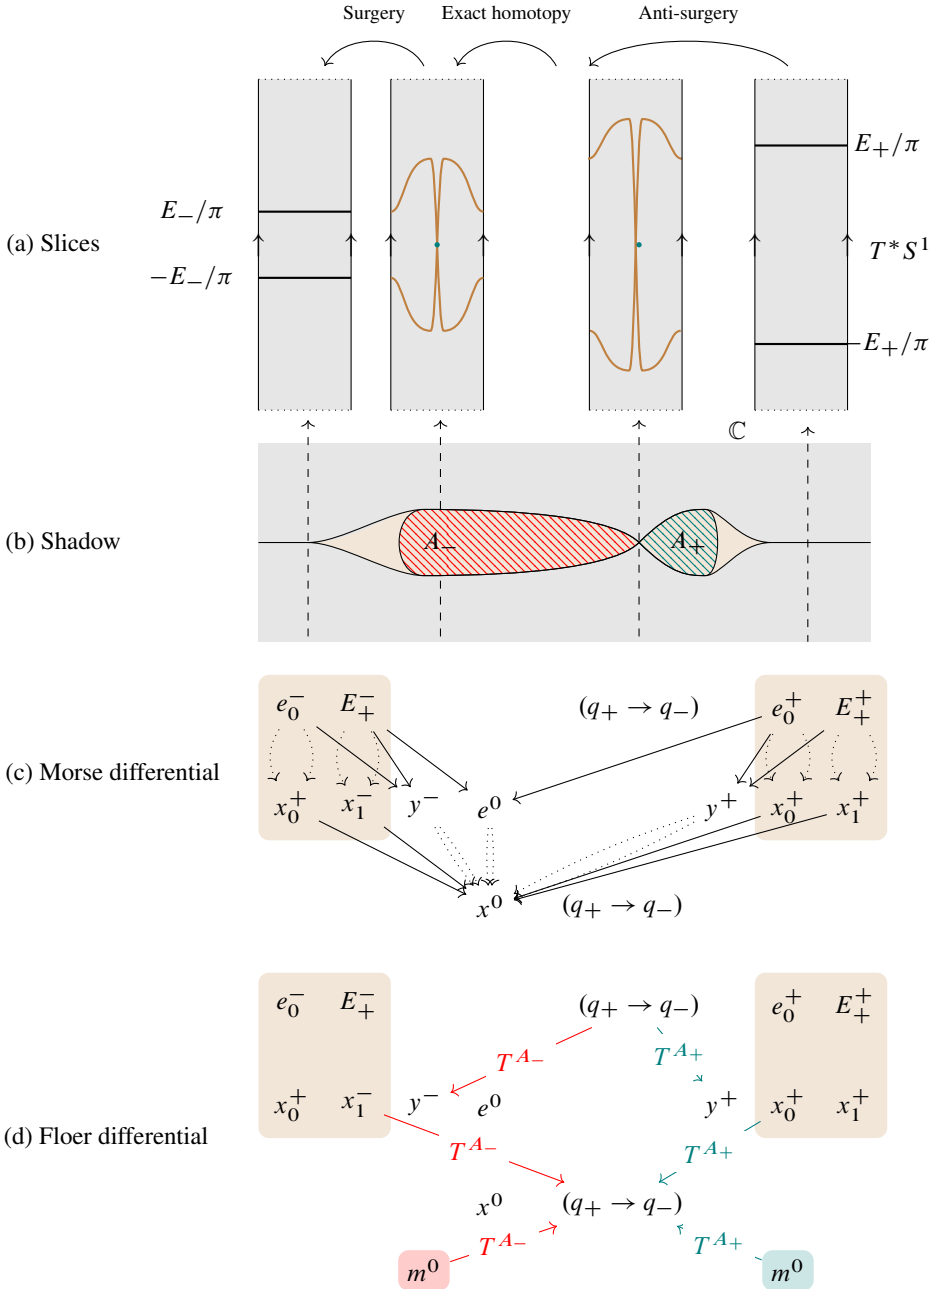 Surgery Exact homotopy Anti-surgery
E₊/π
E₋/π
(a) Slices T*S¹
−E₋/π
−E₊/π
ℂ
(b) Shadow A₋ A₊
e₀⁻ E₊⁻ (q₊ → q₋) e₀⁺ E₊⁺
(c) Morse differential
x₀⁺ x₁⁻ y⁻ e⁰ y⁺ x₀⁺ x₁⁺
x⁰ (q₊ → q₋)
e₀⁻ E₊⁻ (q₊ → q₋) e₀⁺ E₊⁺
T^{A₋} T^{A₊}
x₀⁺ x₁⁻ y⁻ e⁰ y⁺ x₀⁺ x₁⁺
(d) Floer differential
T^{A₋} T^{A₊}
x⁰ (q₊ → q₋)
T^{A₋} T^{A₊}
m⁰ m⁰